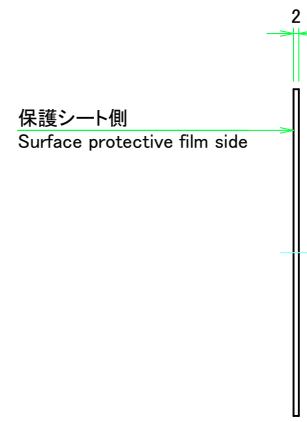 2
保護シート側
Surface protective film side